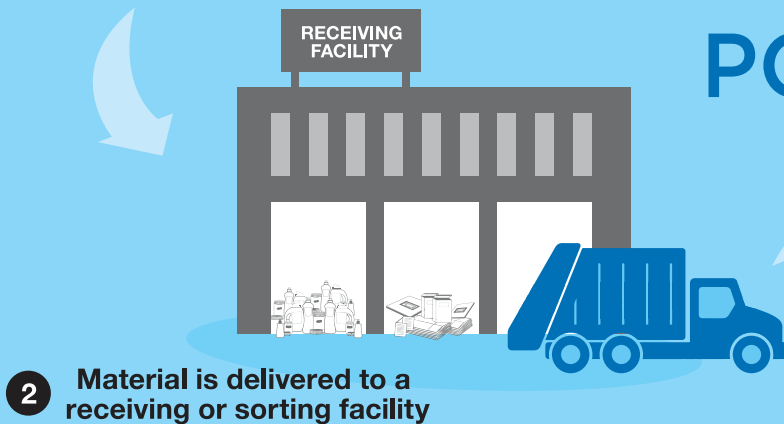 RECEIVING
FACILITY
2
Material is delivered to a
receiving or sorting facility